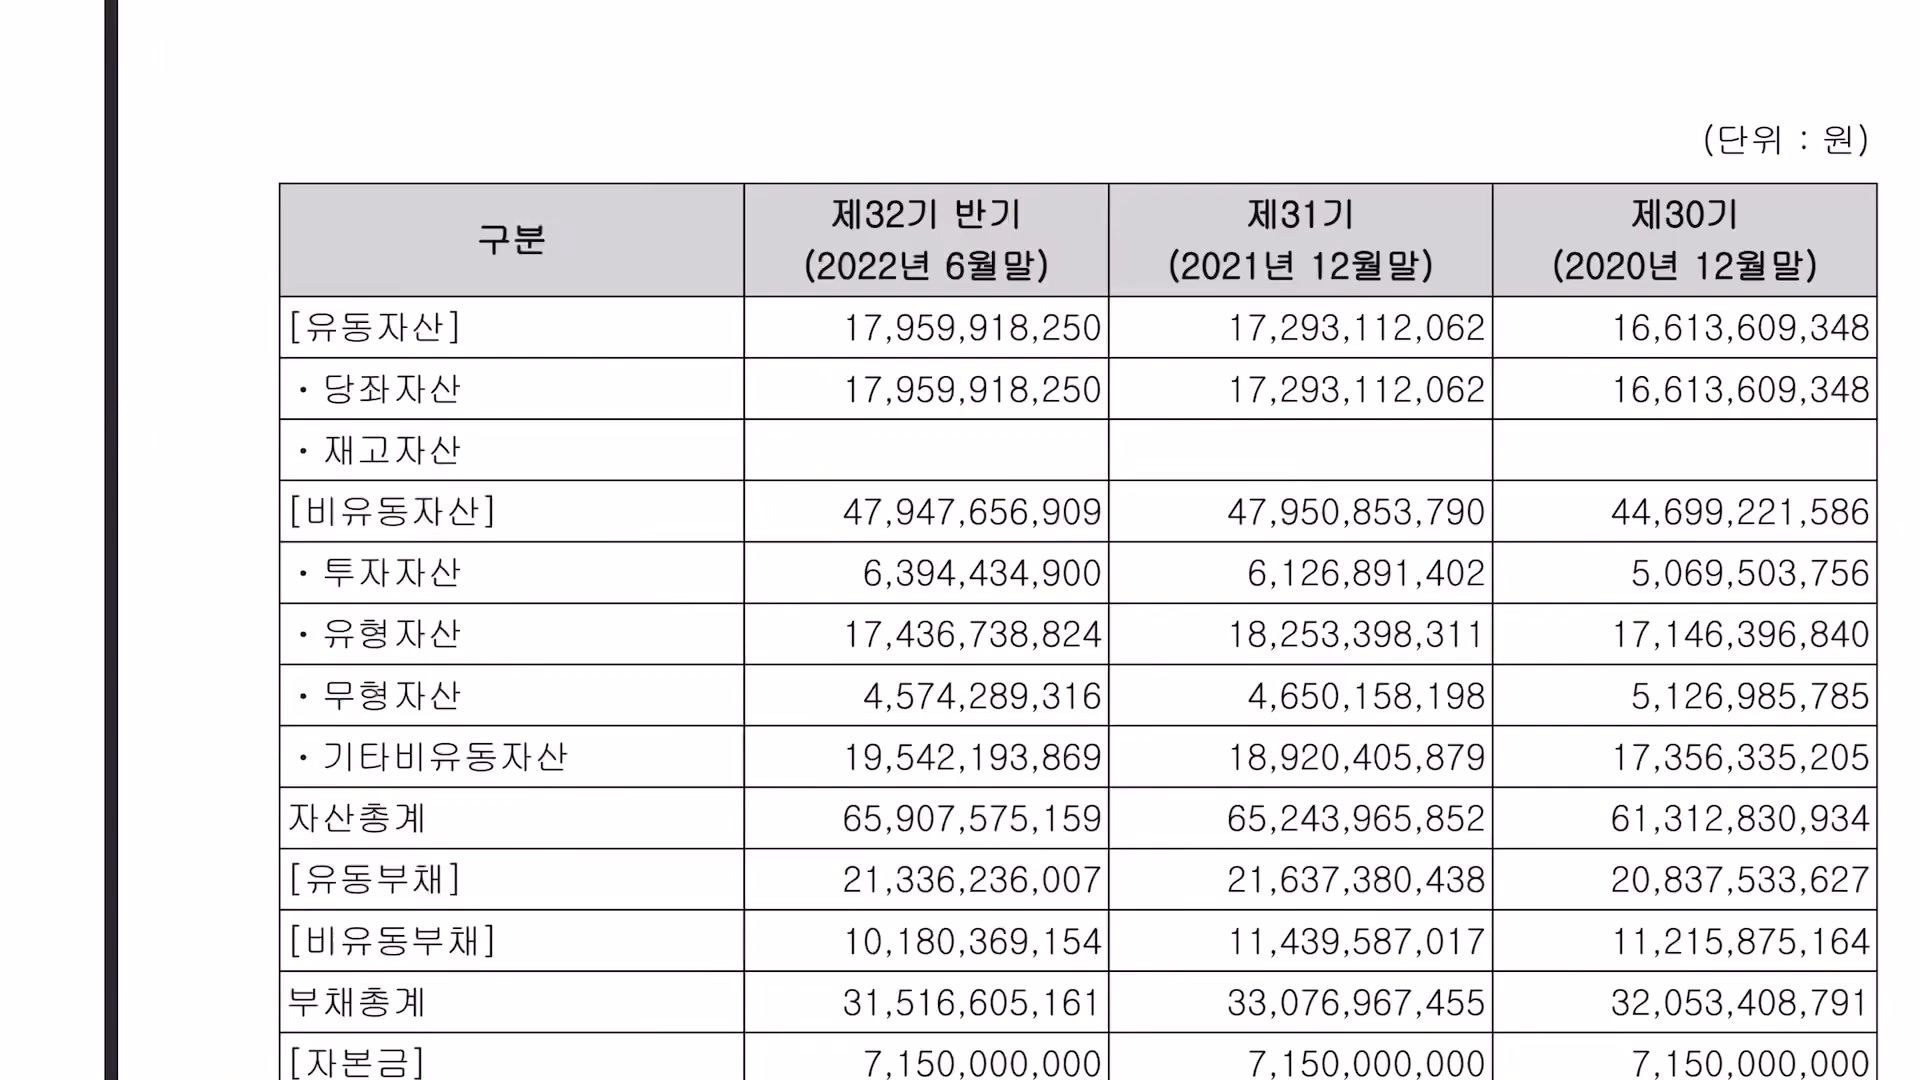 (단위 : 원)
구분 제32기 반기 (2022년 6월말) 제31기 (2021년 12월말) 제30기 (2020년 12월말)
[유동자산] 17,959,918,250 17,293,112,062 16,613,609,348
· 당좌자산 17,959,918,250 17,293,112,062 16,613,609,348
· 재고자산
[비유동자산] 47,947,656,909 47,950,853,790 44,699,221,586
· 투자자산 6,394,434,900 6,126,891,402 5,069,503,756
· 유형자산 17,436,738,824 18,253,398,311 17,146,396,840
· 무형자산 4,574,289,316 4,650,158,198 5,126,985,785
· 기타비유동자산 19,542,193,869 18,920,405,879 17,356,335,205
자산총계 65,907,575,159 65,243,965,852 61,312,830,934
[유동부채] 21,336,236,007 21,637,380,438 20,837,533,627
[비유동부채] 10,180,369,154 11,439,587,017 11,215,875,164
부채총계 31,516,605,161 33,076,967,455 32,053,408,791
[자본금] 7,150,000,000 7,150,000,000 7,150,000,000